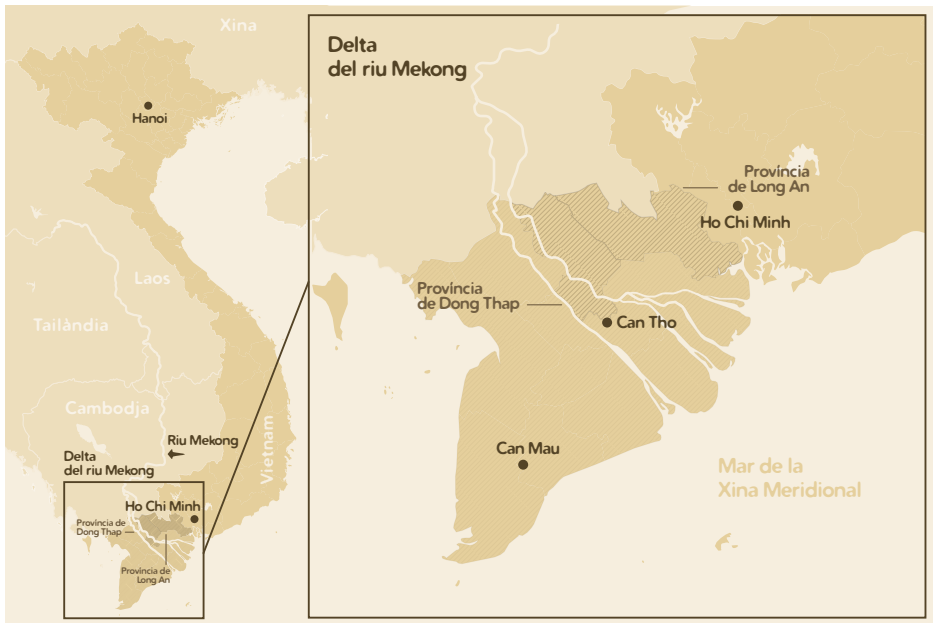 Xina
Hanoi
Laos
Tailàndia
Cambodja
Vietnam
Riu Mekong
Delta
del riu Mekong
Ho Chi Minh
Província de
Dong Thap
Província de
Long An
Delta
del riu Mekong
Província
de Long An
Ho Chi Minh
Província
de Dong Thap
Can Tho
Can Mau
Mar de la
Xina Meridional